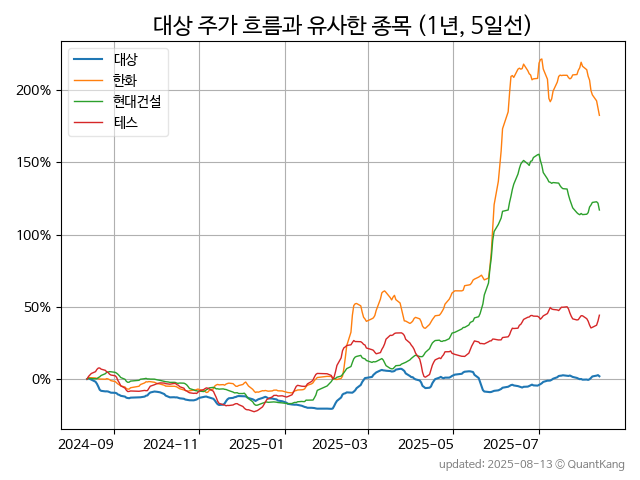 대상 주가 흐름과 유사한 종목 (1년, 5일선)
대상
한화
현대건설
테스
200%
150%
100%
50%
0%
2024-09 2024-11 2025-01 2025-03 2025-05 2025-07
updated: 2025-08-13 ⓒ QuantKang